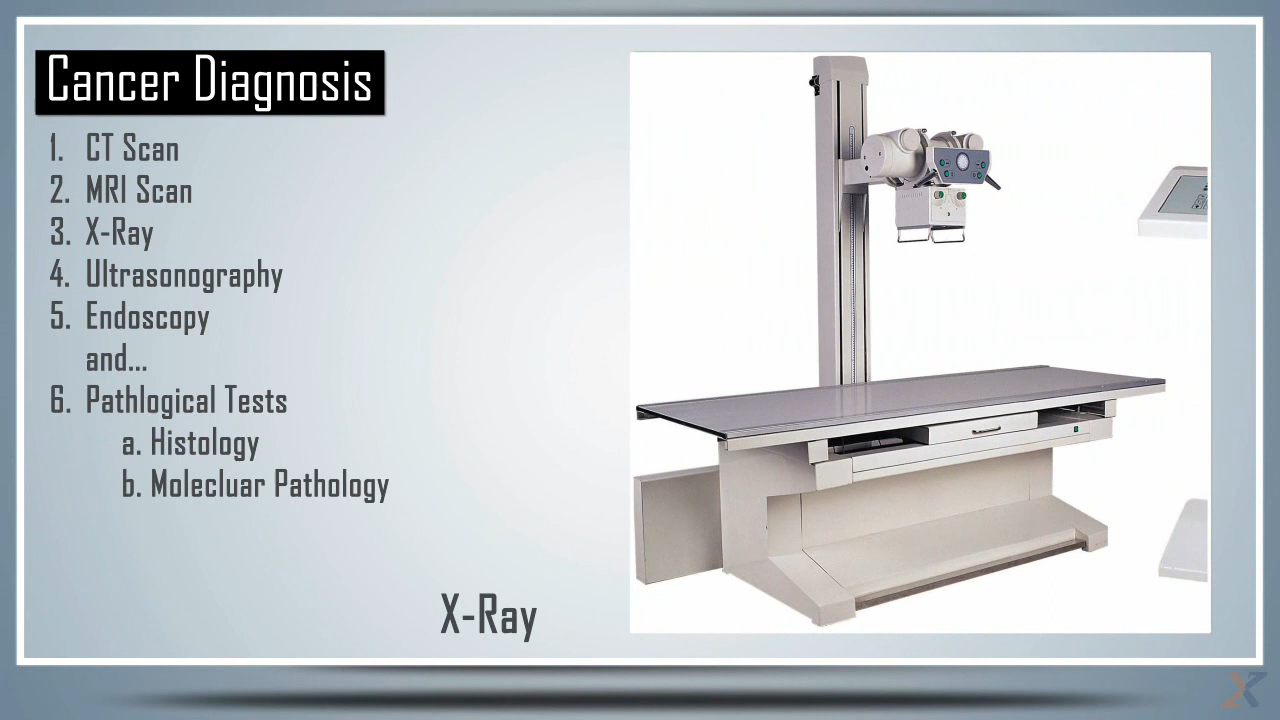 Cancer Diagnosis
1. CT Scan
2. MRI Scan
3. X-Ray
4. Ultrasonography
5. Endoscopy
and...
6. Pathlogical Tests
a. Histology
b. Molecluar Pathology
X-Ray